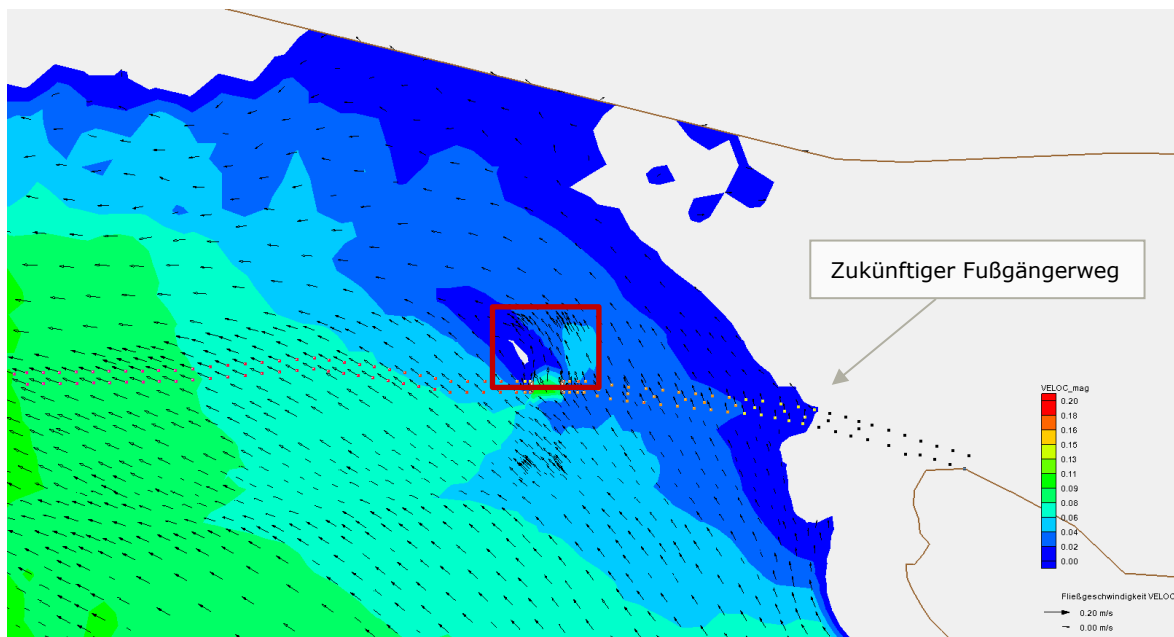 Zukünftiger Fußgängerweg
VELOC_mag
0.20
0.18
0.16
0.15
0.13
0.11
0.09
0.08
0.06
0.04
0.02
0.00
Fließgeschwindigkeit VELOC
0.20 m/s
0.00 m/s